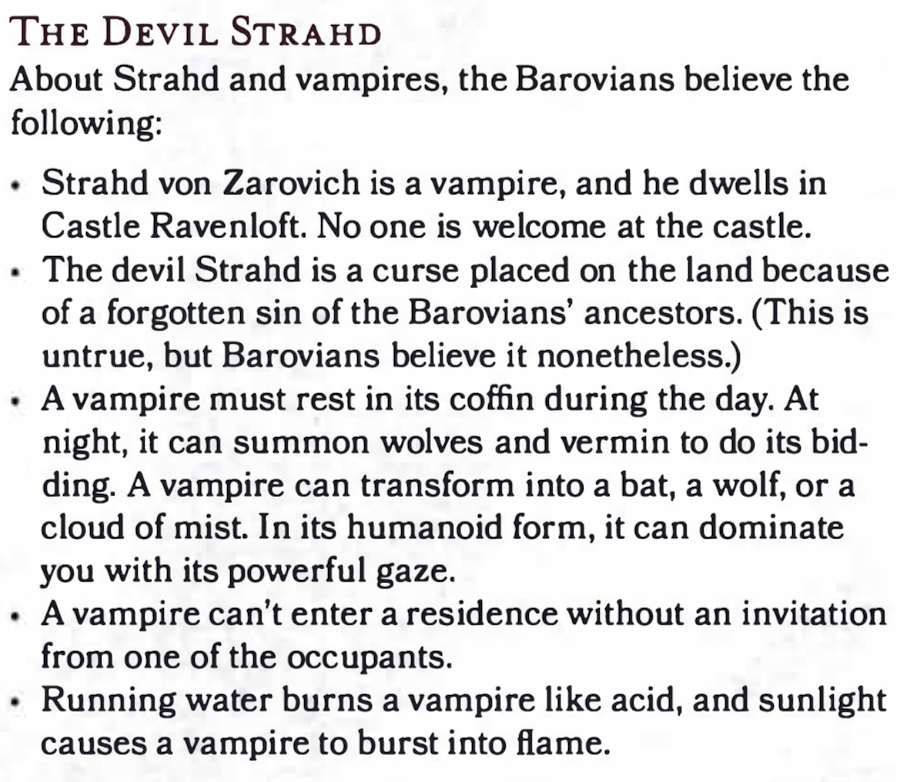 THE DEVIL STRAHD
About Strahd and vampires, the Barovians believe the
following:
• Strahd von Zarovich is a vampire, and he dwells in
Castle Ravenloft. No one is welcome at the castle.
• The devil Strahd is a curse placed on the land because
of a forgotten sin of the Barovians' ancestors. (This is
untrue, but Barovians believe it nonetheless.)
• A vampire must rest in its coffin during the day. At
night, it can summon wolves and vermin to do its bid-
ding. A vampire can transform into a bat, a wolf, or a
cloud of mist. In its humanoid form, it can dominate
you with its powerful gaze.
• A vampire can't enter a residence without an invitation
from one of the occupants.
• Running water burns a vampire like acid, and sunlight
causes a vampire to burst into flame.